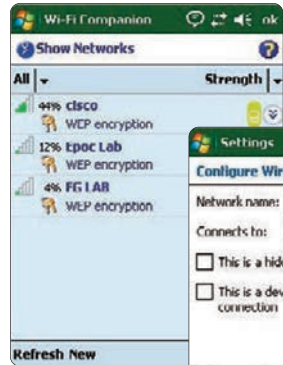 Wi-Fi Companion ok
Show Networks
All Strength
44% cisco
WEP encryption
12% Epoc Lab
WEP encryption
4% FG LAB
WEP encryption
Settings
Configure Wir
Network name:
Connects to:
This is a hid
This is a dev
connection
Refresh New